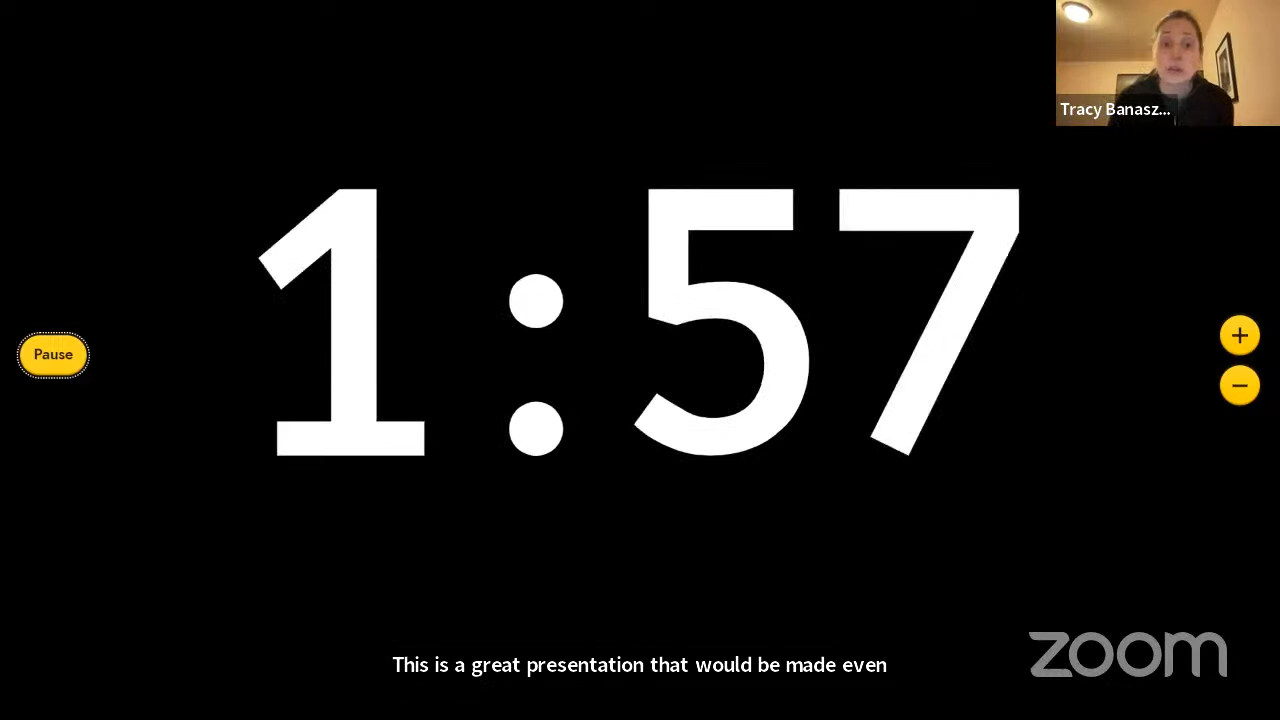 Tracy Banasz...
1:57
Pause
+
−
This is a great presentation that would be made even
zoom